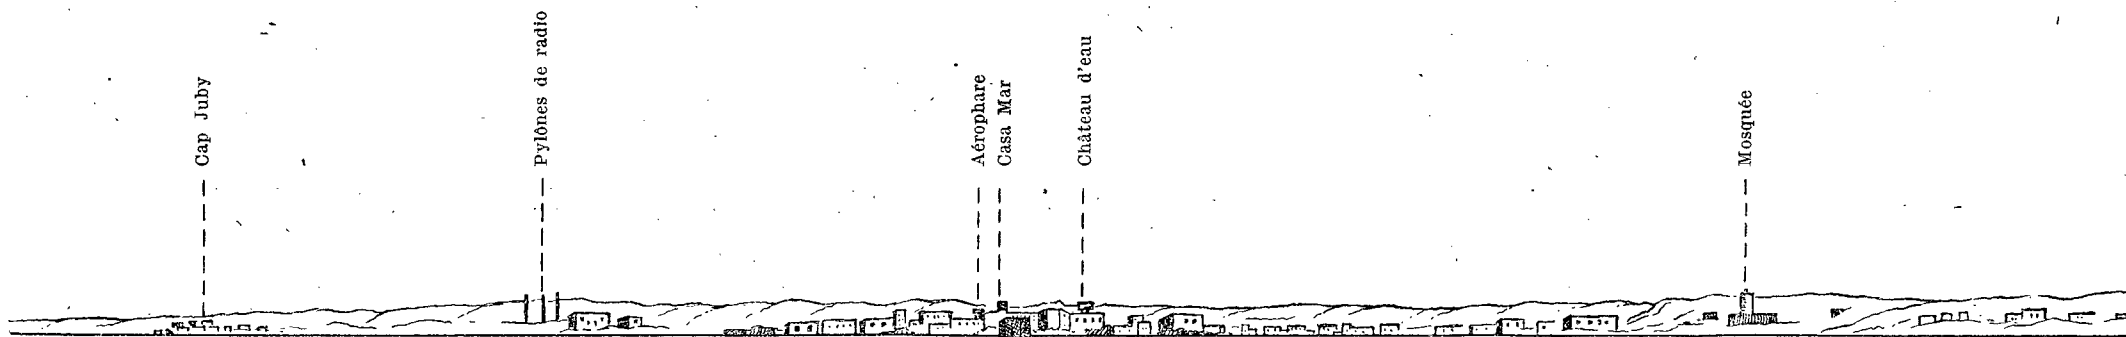 Cap Juby
Pylônes de radio
Aérophare
Casa Mar
Château d'eau
Mosquée